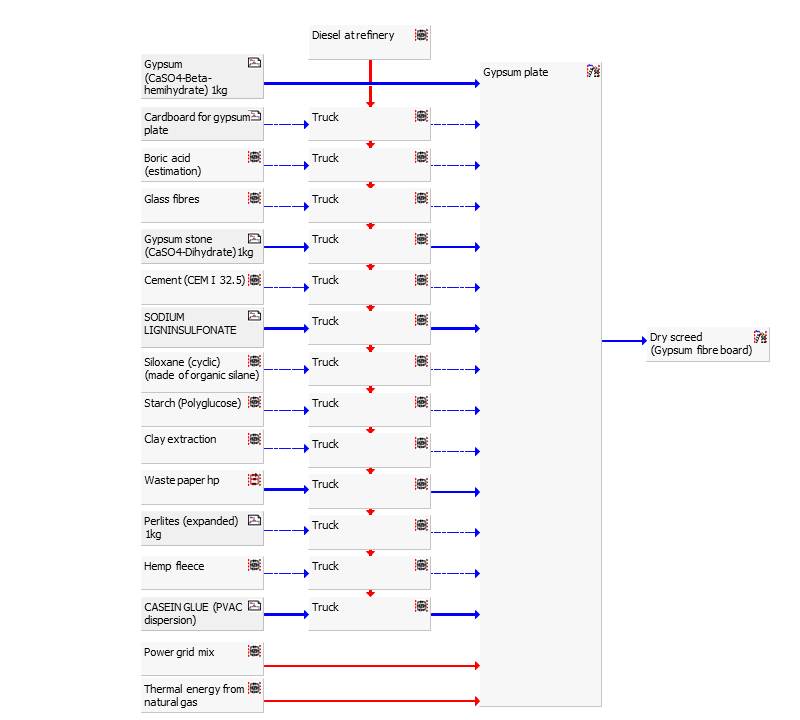 Diesel at refinery
Gypsum
(CaSO4-Beta-
hemihydrate) 1kg
Gypsum plate
Cardboard for gypsum
plate
Truck
Boric acid
(estimation)
Truck
Glass fibres
Truck
Gypsum stone
(CaSO4-Dihydrate) 1kg
Truck
Cement (CEM I 32.5)
Truck
SODIUM
LIGNINSULFONATE
Truck
Dry screed
(Gypsum fibre board)
Siloxane (cyclic)
(made of organic silane)
Truck
Starch (Polyglucose)
Truck
Clay extraction
Truck
Waste paper hp
Truck
Perlites (expanded)
1kg
Truck
Hemp fleece
Truck
CASEIN GLUE (PVAC
dispersion)
Truck
Power grid mix
Thermal energy from
natural gas